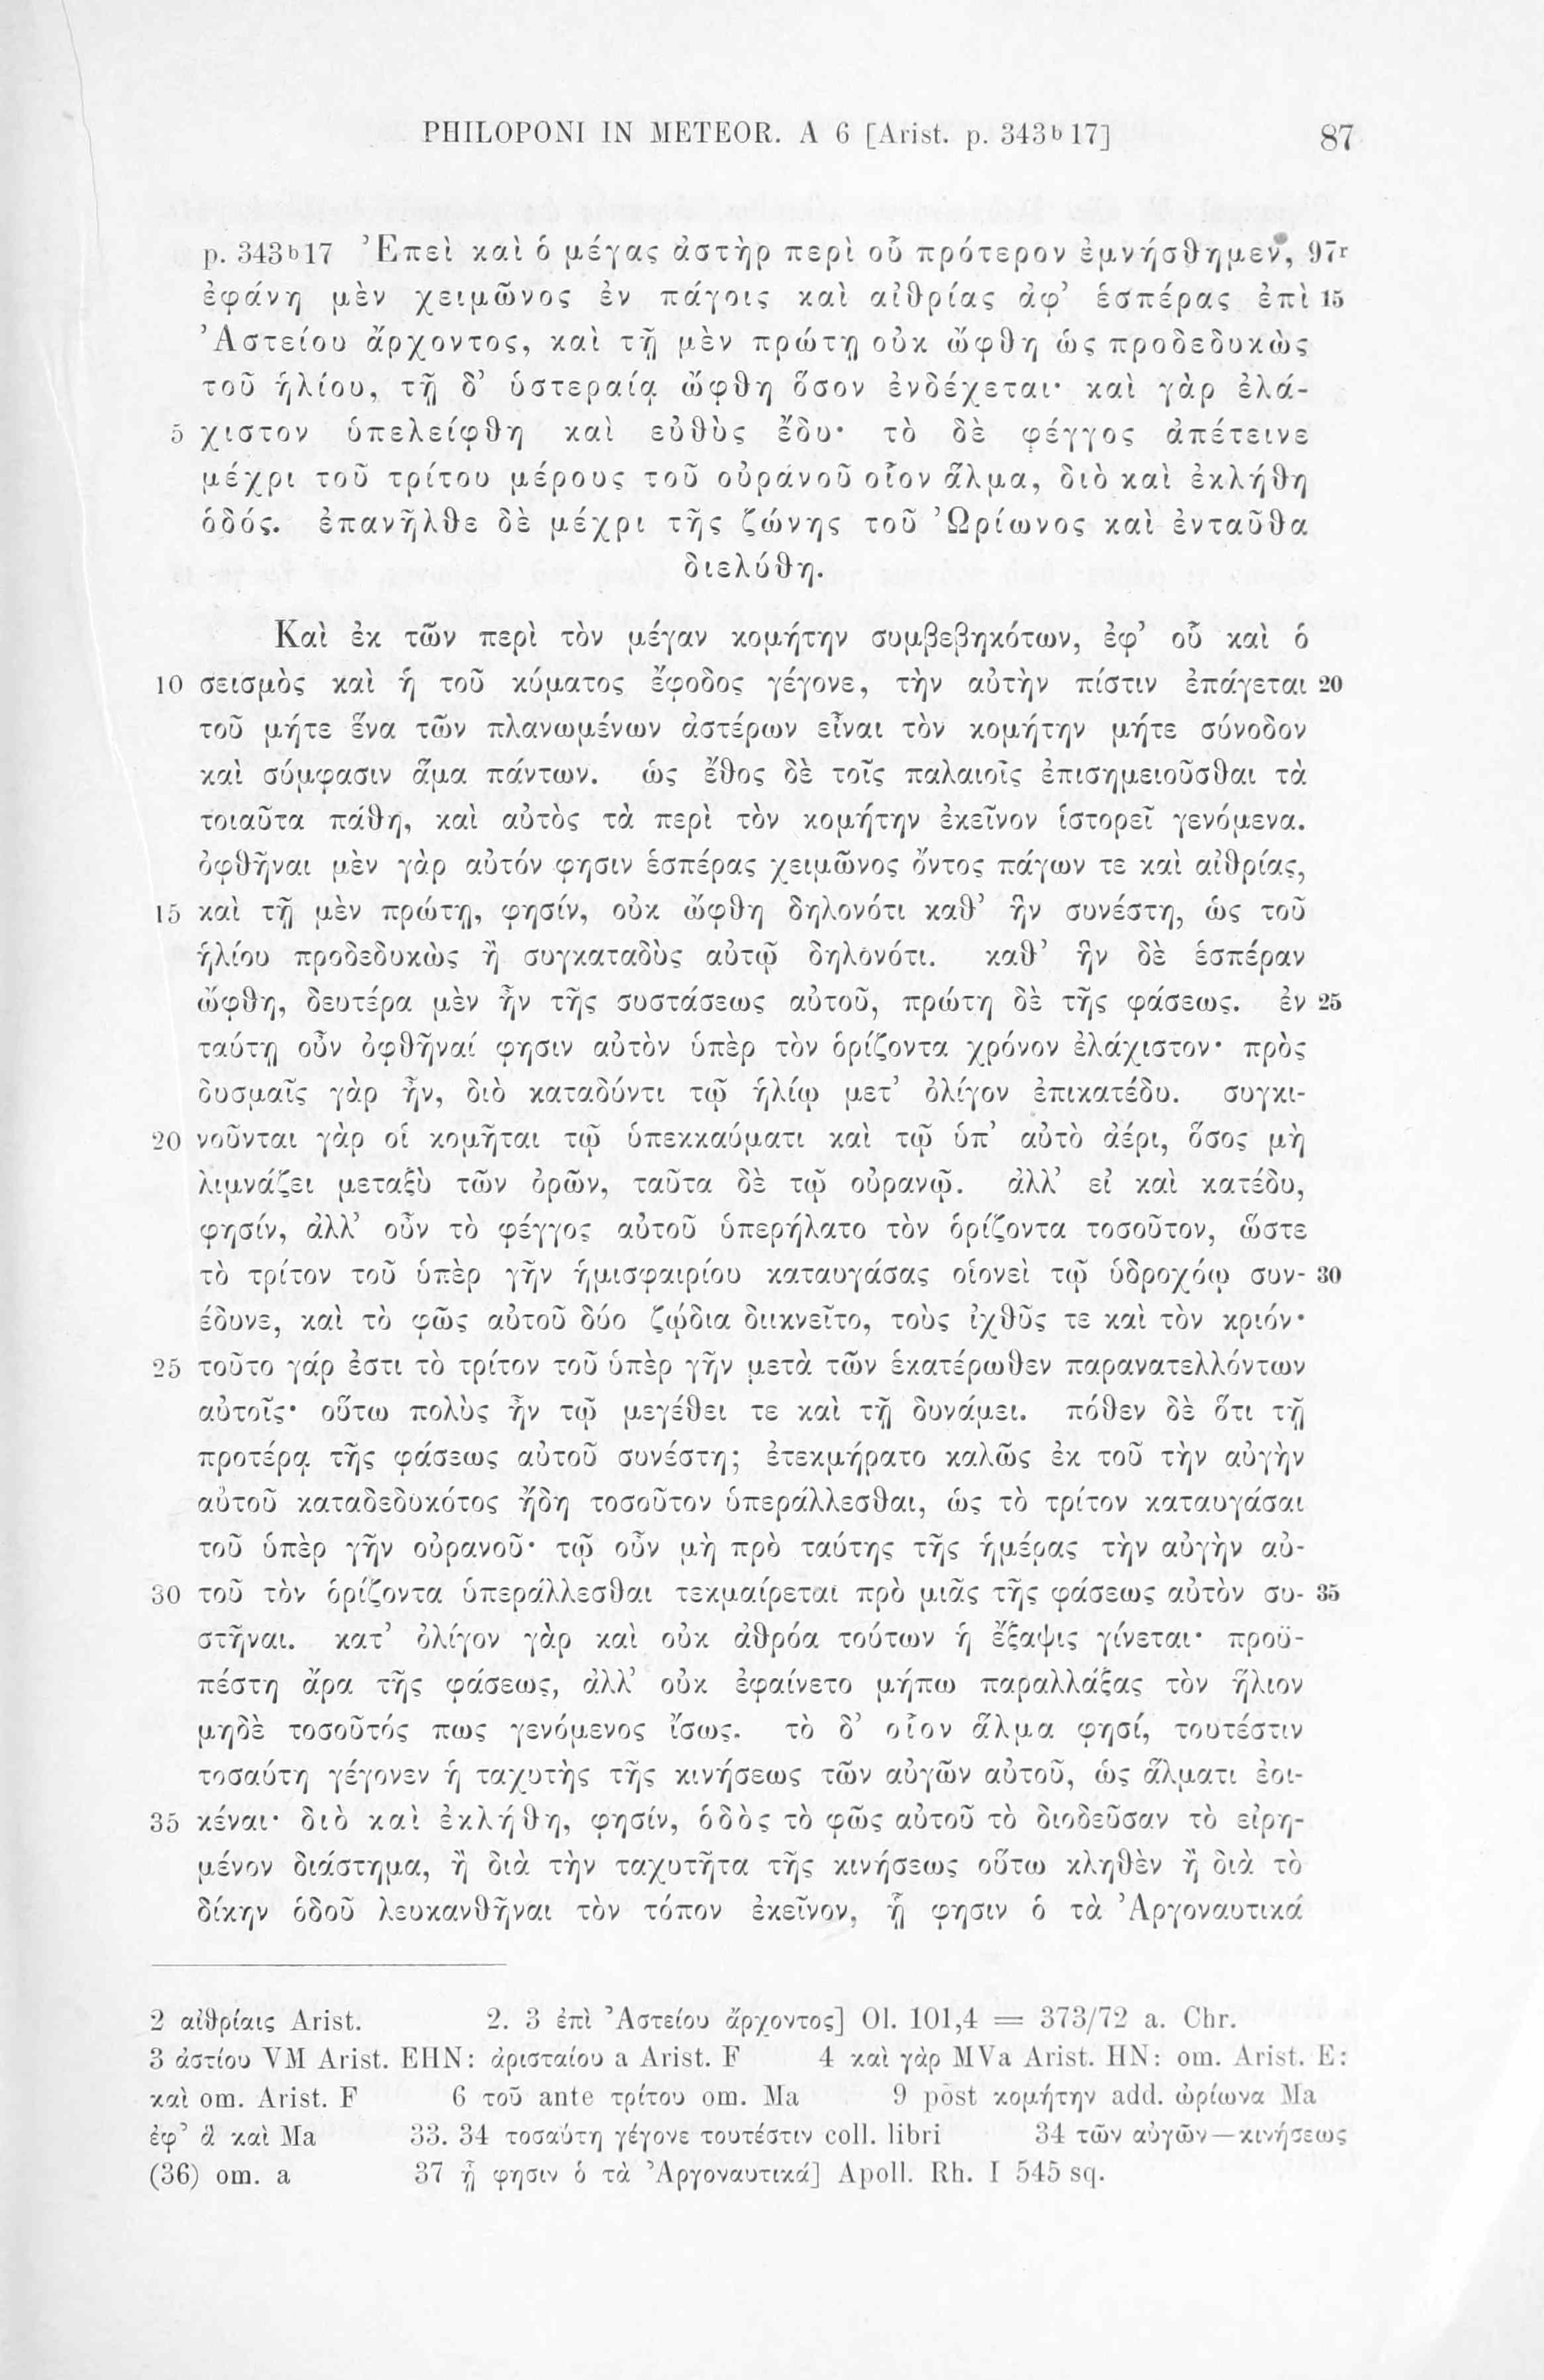 PHILOPONI IN METEOR. A 6 [Arist. p. 343ᵇ17] 87
p. 343ᵇ17 Ἐπεὶ καὶ ὁ μέγας ἀστὴρ περὶ οὗ πρότερον ἐμνήσθημεν, 97ʳ
ἐφάνη μὲν χειμῶνος ἐν πάγοις καὶ αἰθρίας ἀφ’ ἑσπέρας ἐπὶ 15
Ἀστείου ἄρχοντος, καὶ τῇ μὲν πρώτῃ οὐκ ὤφθη ὡς προδεδυκὼς
τοῦ ἡλίου, τῇ δ’ ὑστεραίᾳ ὤφθη ὅσον ἐνδέχεται· καὶ γὰρ ἐλά-
5 χιστον ὑπελείφθη καὶ εὐθὺς ἔδυ· τὸ δὲ φέγγος ἀπέτεινε
μέχρι τοῦ τρίτου μέρους τοῦ οὐρανοῦ οἷον ἅλμα, διὸ καὶ ἐκλήθη
ὁδός. ἐπανῆλθε δὲ μέχρι τῆς ζώνης τοῦ Ὠρίωνος καὶ ἐνταῦθα
διελύθη.
Καὶ ἐκ τῶν περὶ τὸν μέγαν κομήτην συμβεβηκότων, ἐφ’ οὗ καὶ ὁ
10 σεισμὸς καὶ ἡ τοῦ κύματος ἔφοδος γέγονε, τὴν αὐτὴν πίστιν ἐπάγεται 20
τοῦ μήτε ἕνα τῶν πλανωμένων ἀστέρων εἶναι τὸν κομήτην μήτε σύνοδον
καὶ σύμφασιν ἅμα πάντων. ὡς ἔθος δὲ τοῖς παλαιοῖς ἐπισημειοῦσθαι τὰ
τοιαῦτα πάθη, καὶ αὐτὸς τὰ περὶ τὸν κομήτην ἐκεῖνον ἱστορεῖ γενόμενα.
ὀφθῆναι μὲν γὰρ αὐτόν φησιν ἑσπέρας χειμῶνος ὄντος πάγων τε καὶ αἰθρίας,
15 καὶ τῇ μὲν πρώτῃ, φησίν, οὐκ ὤφθη δηλονότι καθ’ ἣν συνέστη, ὡς τοῦ
ἡλίου προδεδυκὼς ἢ συγκαταδὺς αὐτῷ δηλονότι. καθ’ ἣν δὲ ἑσπέραν
ὤφθη, δευτέρα μὲν ἦν τῆς συστάσεως αὐτοῦ, πρώτη δὲ τῆς φάσεως. ἐν 25
ταύτῃ οὖν ὀφθῆναί φησιν αὐτὸν ὑπὲρ τὸν ὁρίζοντα χρόνον ἐλάχιστον· πρὸς
δυσμαῖς γὰρ ἦν, διὸ καταδύντι τῷ ἡλίῳ μετ’ ὀλίγον ἐπικατέδυ. συγκι-
20 νοῦνται γὰρ οἱ κομῆται τῷ ὑπεκκαύματι καὶ τῷ ὑπ’ αὐτὸ ἀέρι, ὅσος μὴ
λιμνάζει μεταξὺ τῶν ὀρῶν, ταῦτα δὲ τῷ οὐρανῷ. ἀλλ’ εἰ καὶ κατέδυ,
φησίν, ἀλλ’ οὖν τὸ φέγγος αὐτοῦ ὑπερήλατο τὸν ὁρίζοντα τοσοῦτον, ὥστε
τὸ τρίτον τοῦ ὑπὲρ γῆν ἡμισφαιρίου καταυγάσας οἱονεὶ τῷ ὑδροχόῳ συν- 30
έδυνε, καὶ τὸ φῶς αὐτοῦ δύο ζῴδια διικνεῖτο, τοὺς ἰχθῦς τε καὶ τὸν κριόν·
25 τοῦτο γάρ ἐστι τὸ τρίτον τοῦ ὑπὲρ γῆν μετὰ τῶν ἑκατέρωθεν παρανατελλόντων
αὐτοῖς· οὕτω πολὺς ἦν τῷ μεγέθει τε καὶ τῇ δυνάμει. πόθεν δὲ ὅτι τῇ
προτέρᾳ τῆς φάσεως αὐτοῦ συνέστη; ἐτεκμήρατο καλῶς ἐκ τοῦ τὴν αὐγὴν
αὐτοῦ καταδεδυκότος ἤδη τοσοῦτον ὑπεράλλεσθαι, ὡς τὸ τρίτον καταυγάσαι
τοῦ ὑπὲρ γῆν οὐρανοῦ· τῷ οὖν μὴ πρὸ ταύτης τῆς ἡμέρας τὴν αὐγὴν αὐ-
30 τοῦ τὸν ὁρίζοντα ὑπεράλλεσθαι τεκμαίρεται πρὸ μιᾶς τῆς φάσεως αὐτὸν συ- 35
στῆναι. κατ’ ὀλίγον γὰρ καὶ οὐκ ἀθρόα τούτων ἡ ἔξαψις γίνεται· προϋ-
πέστη ἄρα τῆς φάσεως, ἀλλ’ οὐκ ἐφαίνετο μήπω παραλλάξας τὸν ἥλιον
μηδὲ τοσοῦτός πως γενόμενος ἴσως. τὸ δ’ οἷον ἅλμα φησί, τουτέστιν
τοσαύτη γέγονεν ἡ ταχυτὴς τῆς κινήσεως τῶν αὐγῶν αὐτοῦ, ὡς ἅλματι ἐοι-
35 κέναι· διὸ καὶ ἐκλήθη, φησίν, ὁδὸς τὸ φῶς αὐτοῦ τὸ διοδεῦσαν τὸ εἰρη-
μένον διάστημα, ἢ διὰ τὴν ταχυτῆτα τῆς κινήσεως οὕτω κληθὲν ἢ διὰ τὸ
δίκην ὁδοῦ λευκανθῆναι τὸν τόπον ἐκεῖνον, ᾗ φησιν ὁ τὰ Ἀργοναυτικά
2 αἰθρίαις Arist. 2. 3 ἐπὶ Ἀστείου ἄρχοντος] Ol. 101,4 = 373/72 a. Chr.
3 ἀστίου VM Arist. EHN: ἀρισταίου a Arist. F 4 καὶ γὰρ MVa Arist. HN: om. Arist. E:
καὶ om. Arist. F 6 τοῦ ante τρίτου om. Ma 9 post κομήτην add. ὠρίωνα Ma
ἐφ’ ἃ καὶ Ma 33. 34 τοσαύτη γέγονε τουτέστιν coll. libri 34 τῶν αὐγῶν—κινήσεως
(36) om. a 37 ᾗ φησιν ὁ τὰ Ἀργοναυτικά] Apoll. Rh. I 545 sq.